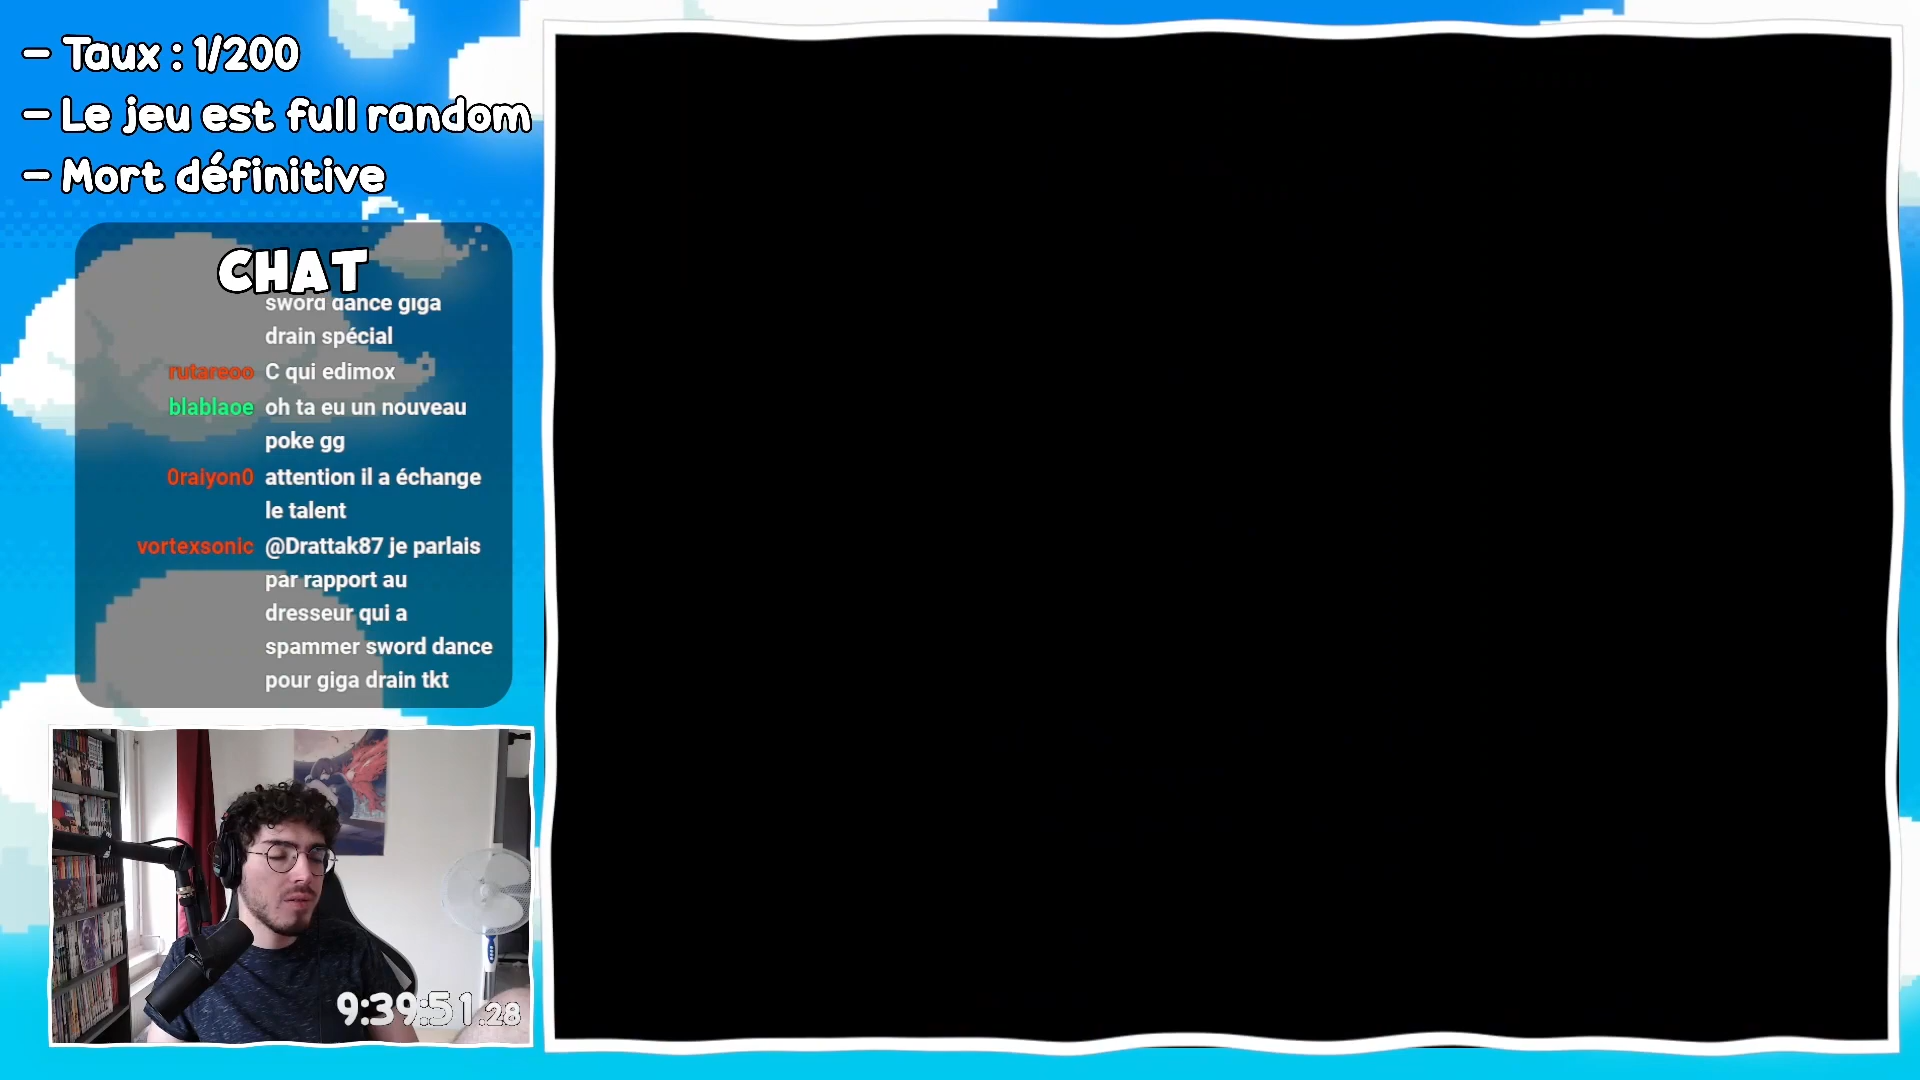 - Taux : 1/200
- Le jeu est full random
- Mort définitive
CHAT
sword dance giga
drain spécial
rutareoo C qui edimox
blablaoe oh ta eu un nouveau
poke gg
0raiyon0 attention il a échange
le talent
vortexsonic @Drattak87 je parlais
par rapport au
dresseur qui a
spammer sword dance
pour giga drain tkt
9:39:51.28